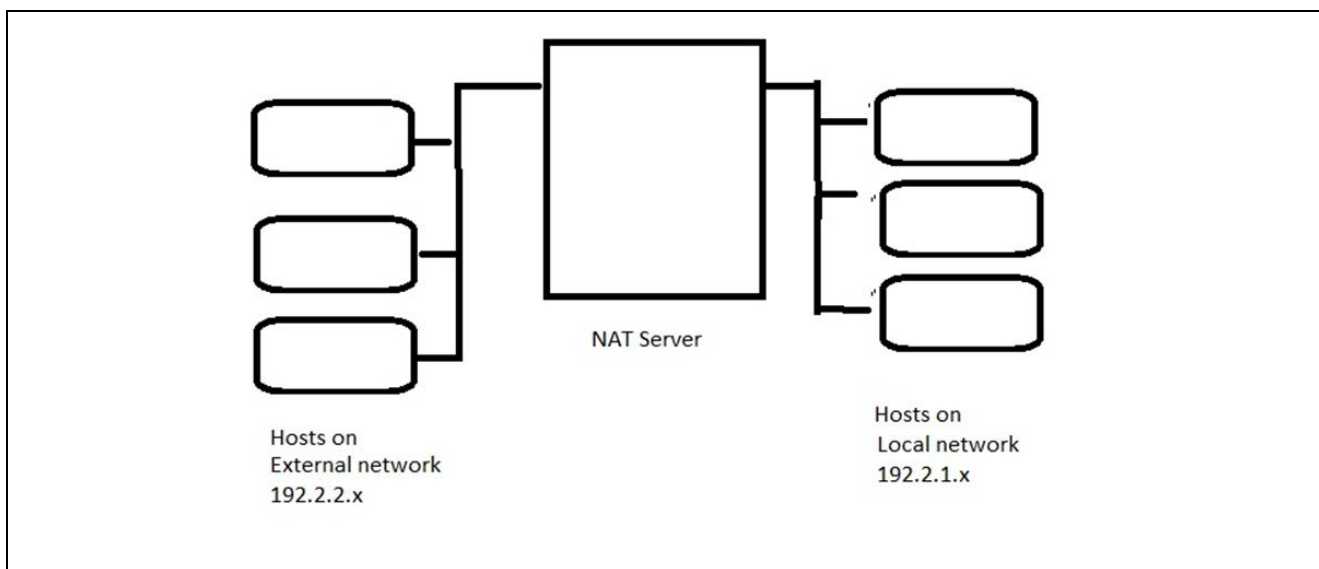 NAT Server
Hosts on
External network
192.2.2.x
Hosts on
Local network
192.2.1.x